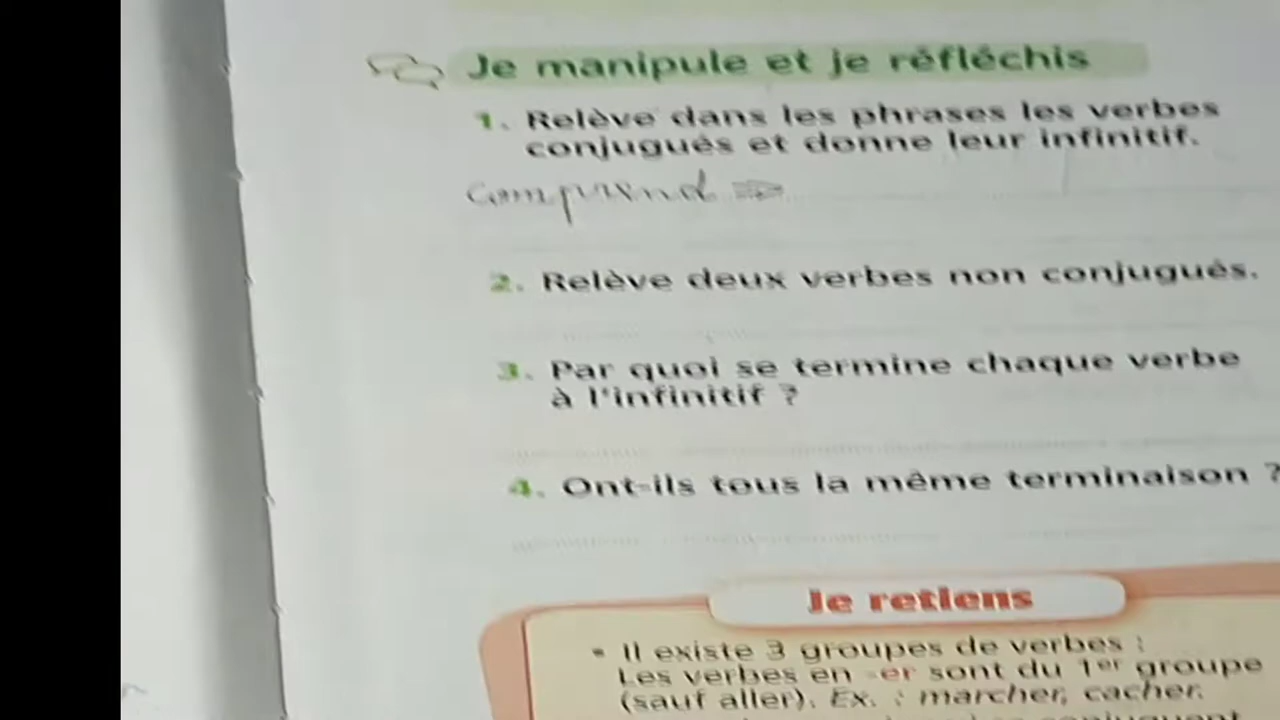 Je manipule et je réfléchis
1. Relève dans les phrases les verbes
conjugués et donne leur infinitif.
comprend
2. Relève deux verbes non conjugués.
3. Par quoi se termine chaque verbe
à l'infinitif ?
4. Ont-ils tous la même terminaison ?
Je retiens
• Il existe 3 groupes de verbes :
Les verbes en -er sont du 1er groupe
(sauf aller). Ex. : marcher, cacher.